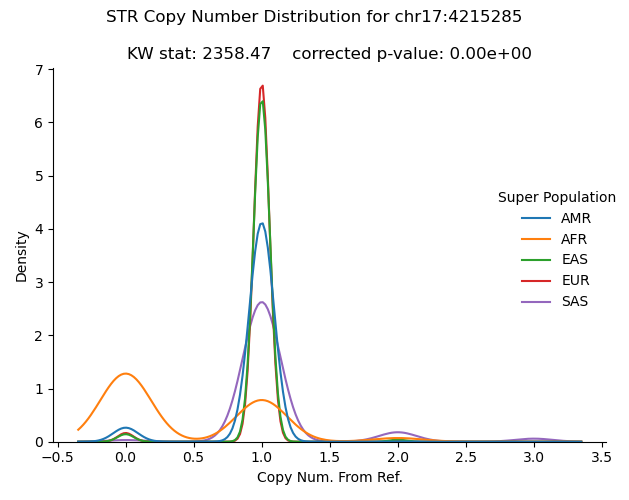 STR Copy Number Distribution for chr17:4215285
KW stat: 2358.47    corrected p-value: 0.00e+00
7
6
5
4
3
2
1
0
Density
Super Population
AMR
AFR
EAS
EUR
SAS
−0.5 0.0 0.5 1.0 1.5 2.0 2.5 3.0 3.5
Copy Num. From Ref.